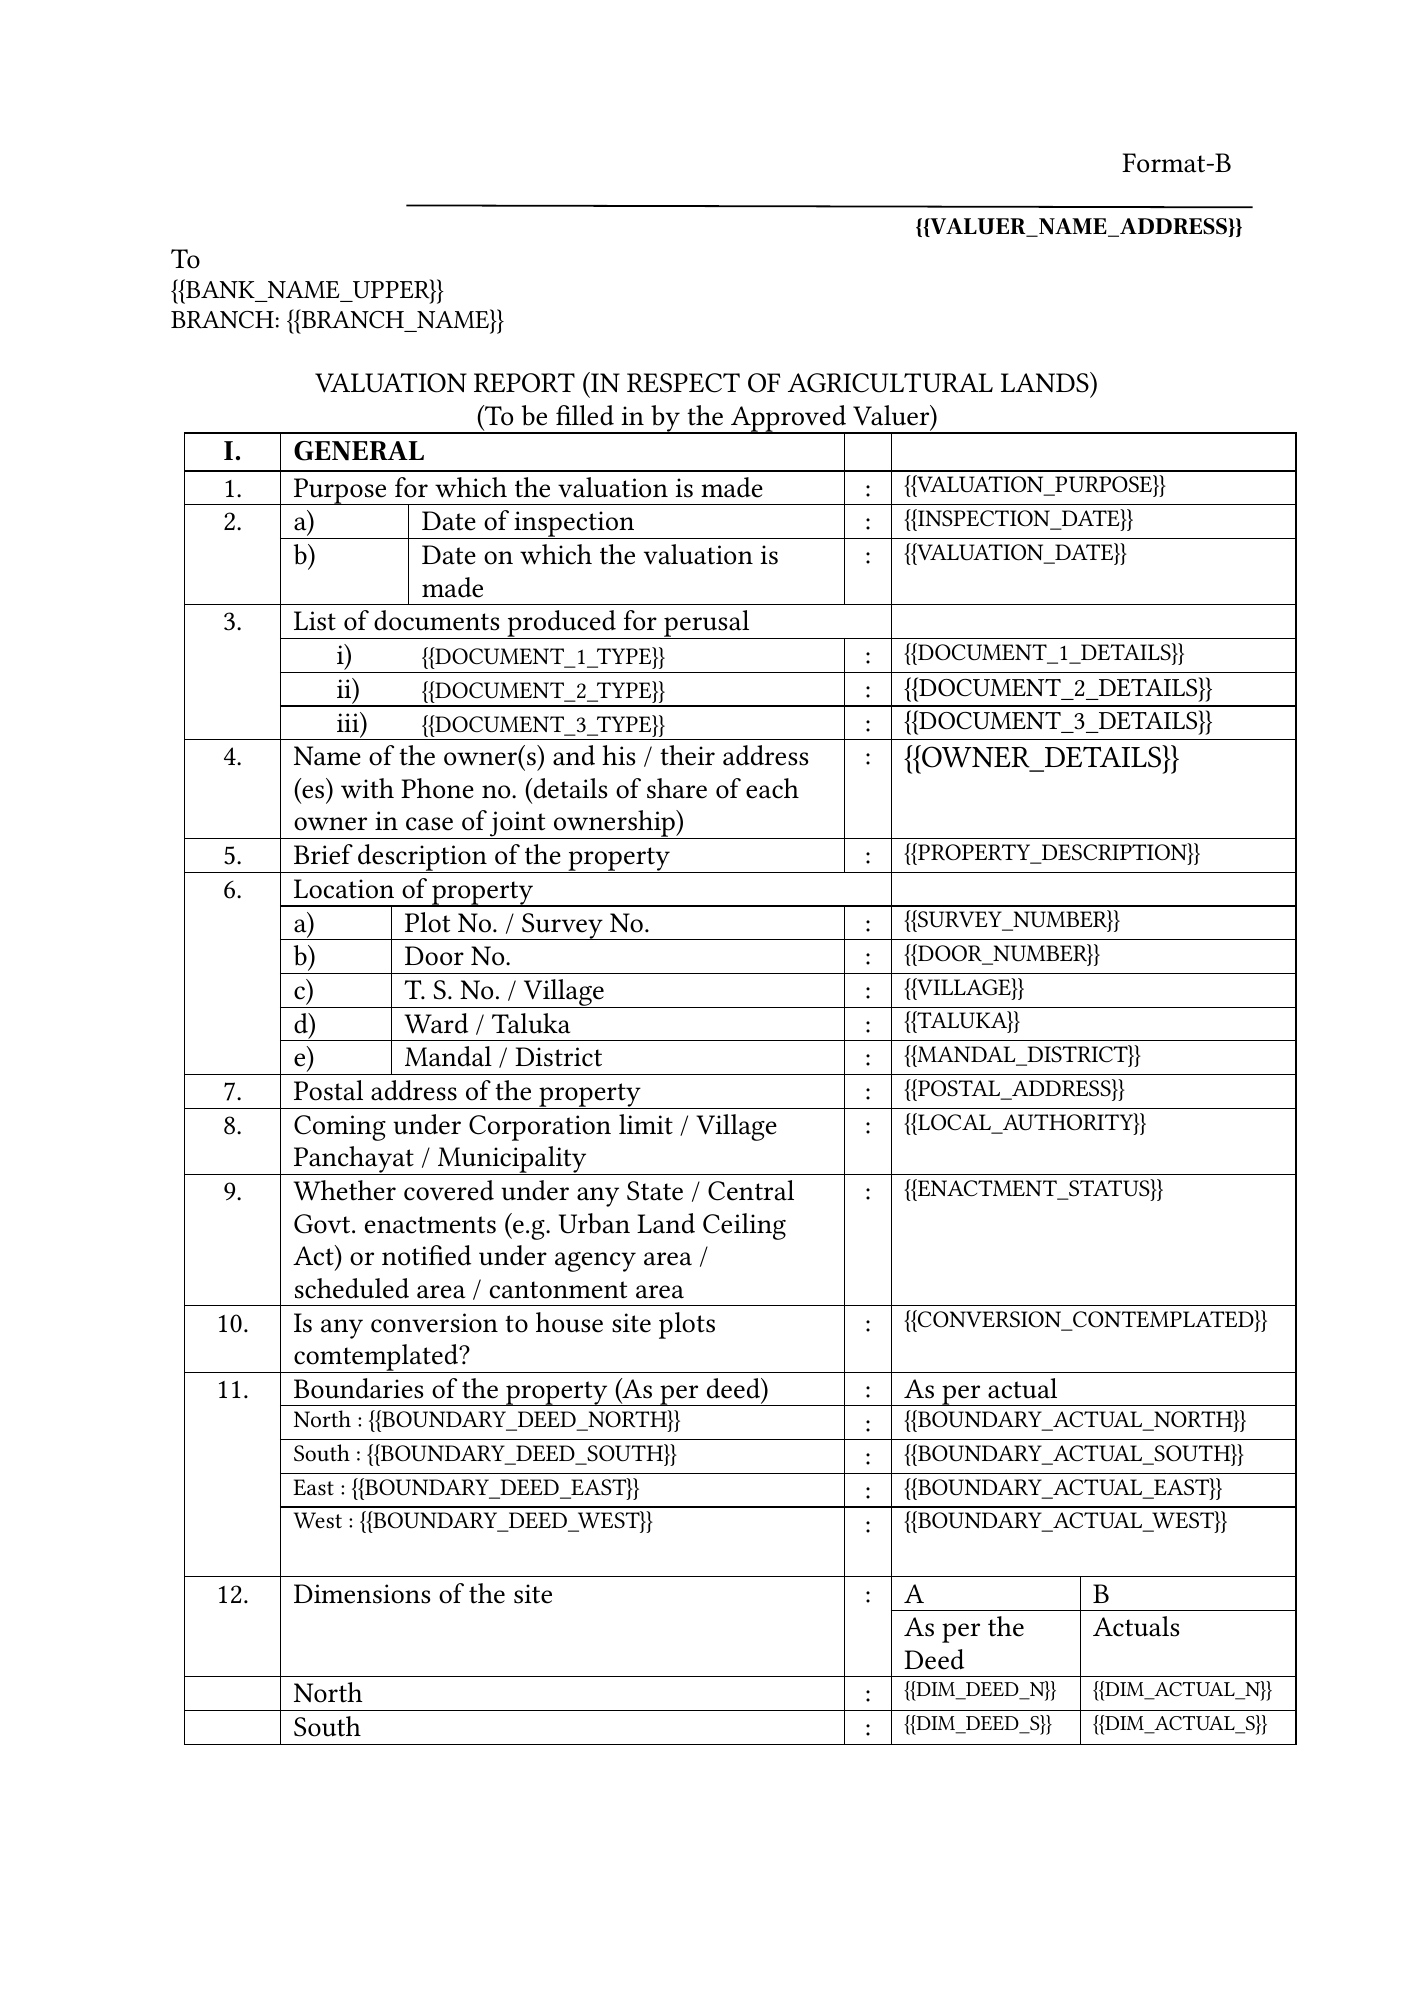 Format-B
{{VALUER_NAME_ADDRESS}}
To
{{BANK_NAME_UPPER}}
BRANCH: {{BRANCH_NAME}}
VALUATION REPORT (IN RESPECT OF AGRICULTURAL LANDS)
(To be filled in by the Approved Valuer)
I. GENERAL
1. Purpose for which the valuation is made : {{VALUATION_PURPOSE}}
2. a) Date of inspection : {{INSPECTION_DATE}}
b) Date on which the valuation is : {{VALUATION_DATE}}
made
3. List of documents produced for perusal
i) {{DOCUMENT_1_TYPE}} : {{DOCUMENT_1_DETAILS}}
ii) {{DOCUMENT_2_TYPE}} : {{DOCUMENT_2_DETAILS}}
iii) {{DOCUMENT_3_TYPE}} : {{DOCUMENT_3_DETAILS}}
4. Name of the owner(s) and his / their address : {{OWNER_DETAILS}}
(es) with Phone no. (details of share of each
owner in case of joint ownership)
5. Brief description of the property : {{PROPERTY_DESCRIPTION}}
6. Location of property
a) Plot No. / Survey No. : {{SURVEY_NUMBER}}
b) Door No. : {{DOOR_NUMBER}}
c) T. S. No. / Village : {{VILLAGE}}
d) Ward / Taluka : {{TALUKA}}
e) Mandal / District : {{MANDAL_DISTRICT}}
7. Postal address of the property : {{POSTAL_ADDRESS}}
8. Coming under Corporation limit / Village : {{LOCAL_AUTHORITY}}
Panchayat / Municipality
9. Whether covered under any State / Central : {{ENACTMENT_STATUS}}
Govt. enactments (e.g. Urban Land Ceiling
Act) or notified under agency area /
scheduled area / cantonment area
10. Is any conversion to house site plots : {{CONVERSION_CONTEMPLATED}}
comtemplated?
11. Boundaries of the property (As per deed) : As per actual
North : {{BOUNDARY_DEED_NORTH}} : {{BOUNDARY_ACTUAL_NORTH}}
South : {{BOUNDARY_DEED_SOUTH}} : {{BOUNDARY_ACTUAL_SOUTH}}
East : {{BOUNDARY_DEED_EAST}} : {{BOUNDARY_ACTUAL_EAST}}
West : {{BOUNDARY_DEED_WEST}} : {{BOUNDARY_ACTUAL_WEST}}
12. Dimensions of the site : A B
As per the Actuals
Deed
North : {{DIM_DEED_N}} {{DIM_ACTUAL_N}}
South : {{DIM_DEED_S}} {{DIM_ACTUAL_S}}